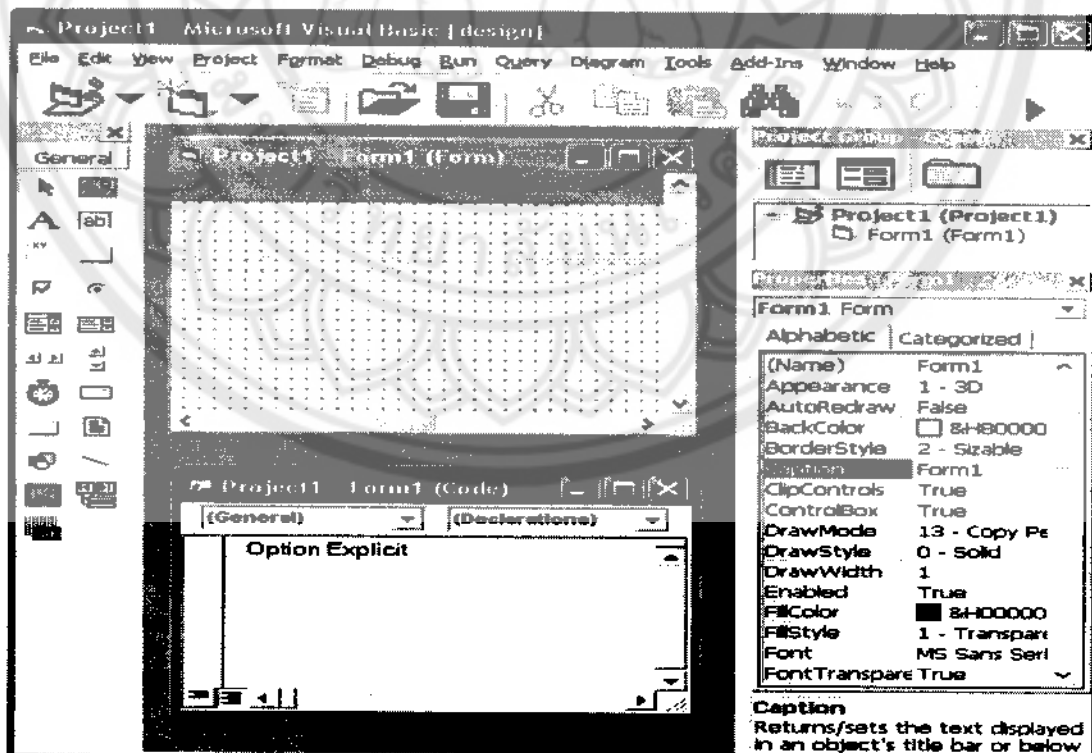 Project1 Microsoft Visual Basic [design]
File Edit View Project Format Debug Run Query Diagram Tools Add-Ins Window Help
General
Project1 Form1 (Form)
Project Group
Project1 (Project1)
Form1 (Form1)
Form1 Form
Alphabetic Categorized
(Name) Form1
Appearance 1 - 3D
AutoRedraw False
BackColor &H80000
BorderStyle 2 - Sizable
Caption Form1
ClipControls True
ControlBox True
DrawMode 13 - Copy Pe
DrawStyle 0 - Solid
DrawWidth 1
Enabled True
FillColor &H00000
FillStyle 1 - Transpare
Font MS Sans Seri
FontTranspare True
Caption
Returns/sets the text displayed
in an object's title bar or below
Project1 Form1 (Code)
(General) (Declarations)
Option Explicit